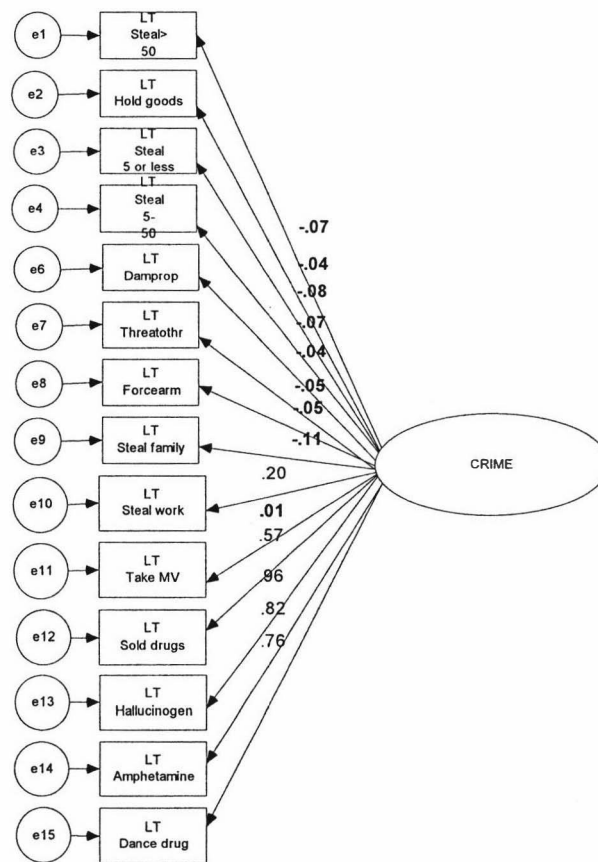 e1
LT
Steal>
50
e2
LT
Hold goods
e3
LT
Steal
5 or less
e4
LT
Steal
5-
50
e6
LT
Damprop
e7
LT
Threatothr
e8
LT
Forcearm
e9
LT
Steal family
e10
LT
Steal work
e11
LT
Take MV
e12
LT
Sold drugs
e13
LT
Hallucinogen
e14
LT
Amphetamine
e15
LT
Dance drug
-.07
-.04
-.08
-.07
-.04
-.05
-.05
-.11
.20
.01
.57
.96
.82
.76
CRIME